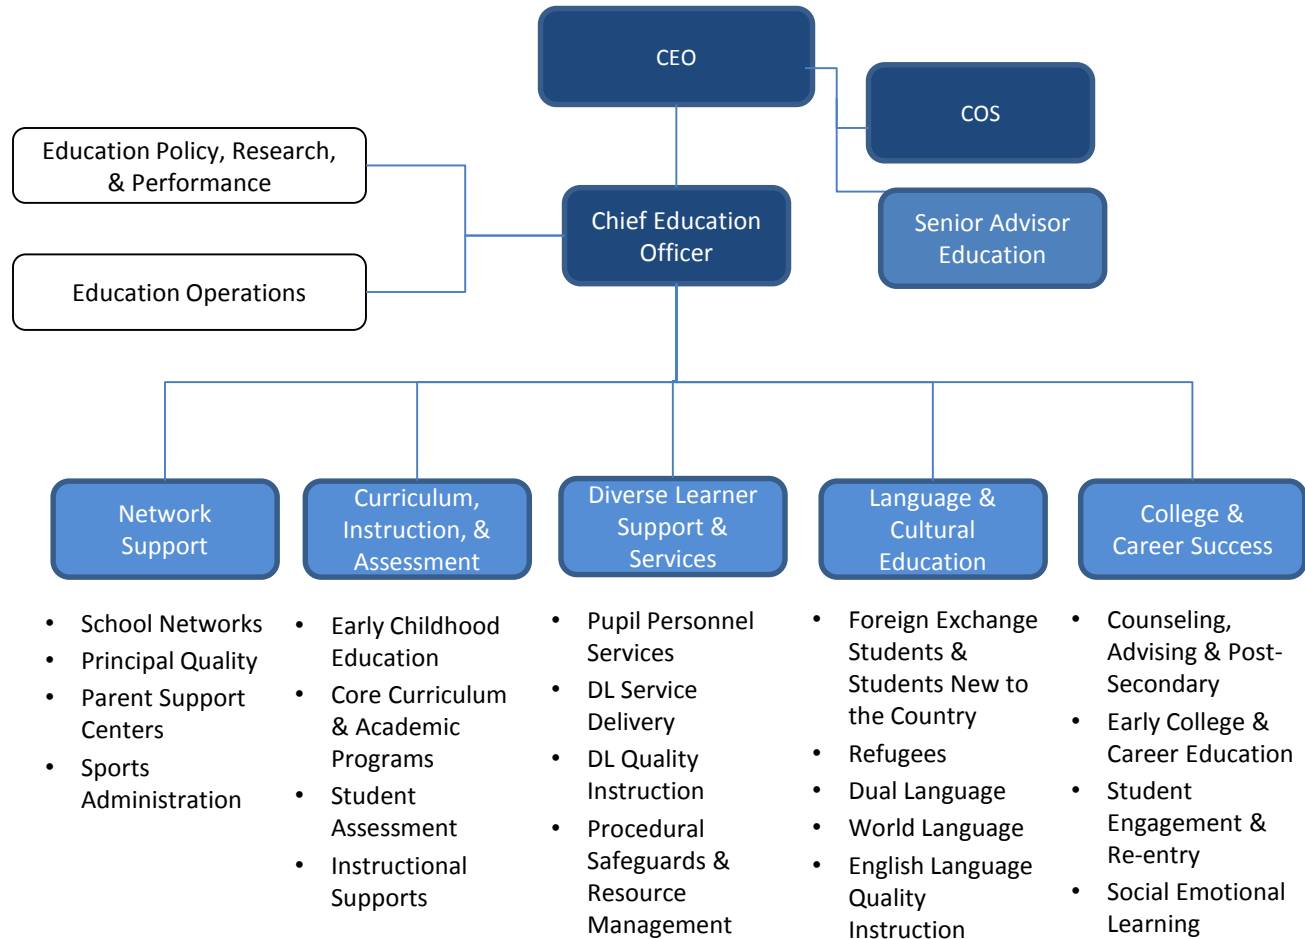 CEO
COS
Education Policy, Research,
& Performance
Chief Education
Officer
Senior Advisor
Education
Education Operations
Network
Support
Curriculum,
Instruction, &
Assessment
Diverse Learner
Support &
Services
Language &
Cultural
Education
College &
Career Success
• School Networks
• Principal Quality
• Parent Support
Centers
• Sports
Administration
• Early Childhood
Education
• Core Curriculum
& Academic
Programs
• Student
Assessment
• Instructional
Supports
• Pupil Personnel
Services
• DL Service
Delivery
• DL Quality
Instruction
• Procedural
Safeguards &
Resource
Management
• Foreign Exchange
Students &
Students New to
the Country
• Refugees
• Dual Language
• World Language
• English Language
Quality
Instruction
• Counseling,
Advising & Post-
Secondary
• Early College &
Career Education
• Student
Engagement &
Re-entry
• Social Emotional
Learning